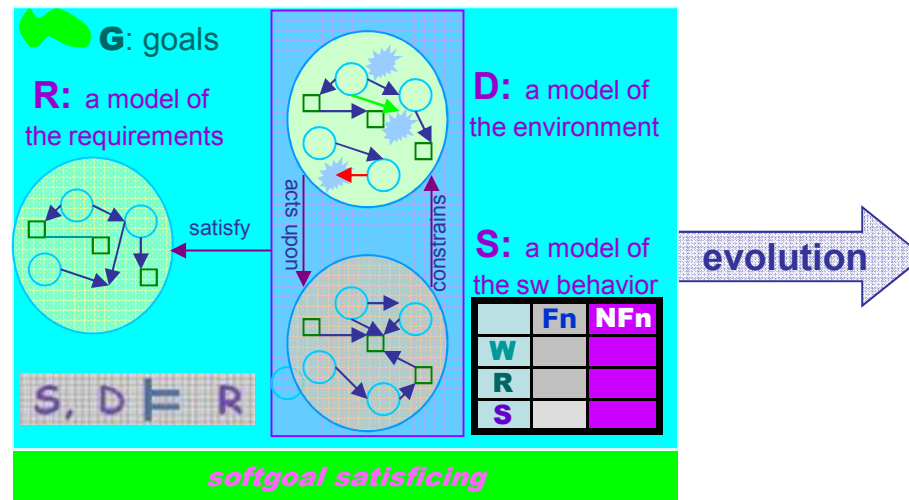 G: goals
R: a model of
the requirements
D: a model of
the environment
acts upon
constrains
satisfy
S: a model of
the sw behavior
evolution
Fn NFn
W
R
S
S, D ⊨ R
softgoal satisficing